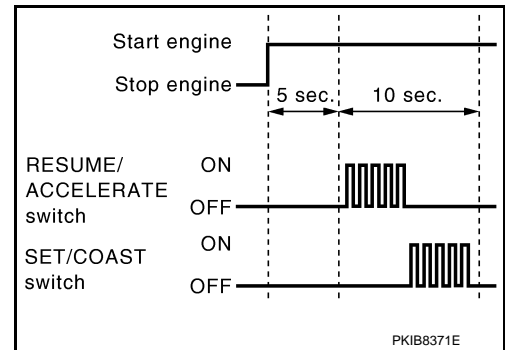 Start engine
Stop engine
5 sec. 10 sec.
RESUME/ ON
ACCELERATE
switch OFF
SET/COAST ON
switch OFF
PKIB8371E